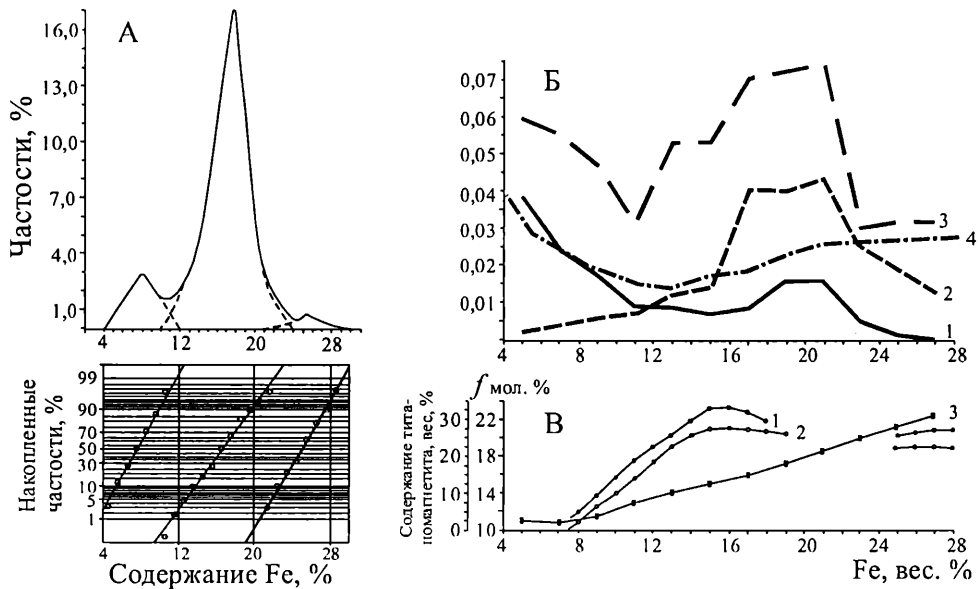 А
Частости, %
16,0
13,0
10,0
7,0
4,0
1,0
4 12 20 28
Накопленные
частости, %
99
90
70
50
30
10
5
1
4 12 20 28
Содержание Fe, %
Б
0,07
0,06
0,05
0,04
0,03
0,02
0,01
3
4
2
1
4 8 12 16 20 24 28
f мол. %
В
Содержание тита-
номагнетита, вес, %
30
20
10
0
22
18
14
10
1
2
3
4 8 12 16 20 24 28
Fe, вес. %